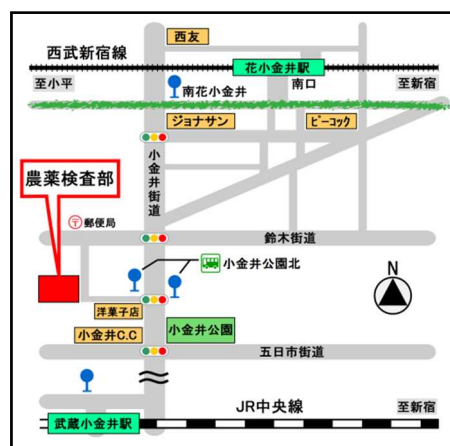 西友
西武新宿線
花小金井駅
至小平
南花小金井
南口
至新宿
ジョナサン
ピーコック
小金井街道
農薬検査部
〒郵便局
鈴木街道
小金井公園北
N
洋菓子店
小金井C.C
小金井公園
五日市街道
JR中央線
至新宿
武蔵小金井駅